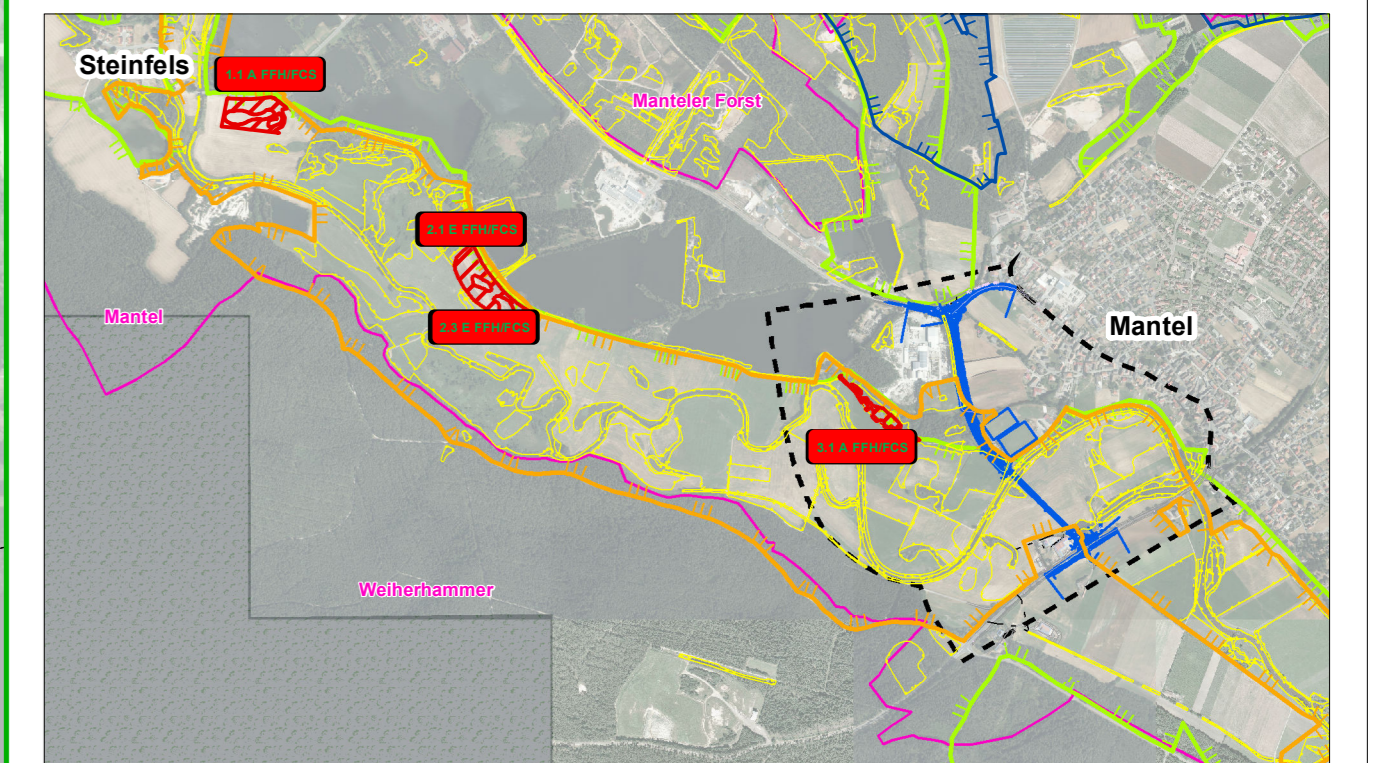 Steinfels
1.1 A FFH/FCS
Manteler Forst
2.1 E FFH/FCS
Mantel
2.3 E FFH/FCS
Mantel
3.1 A FFH/FCS
Weiherhammer